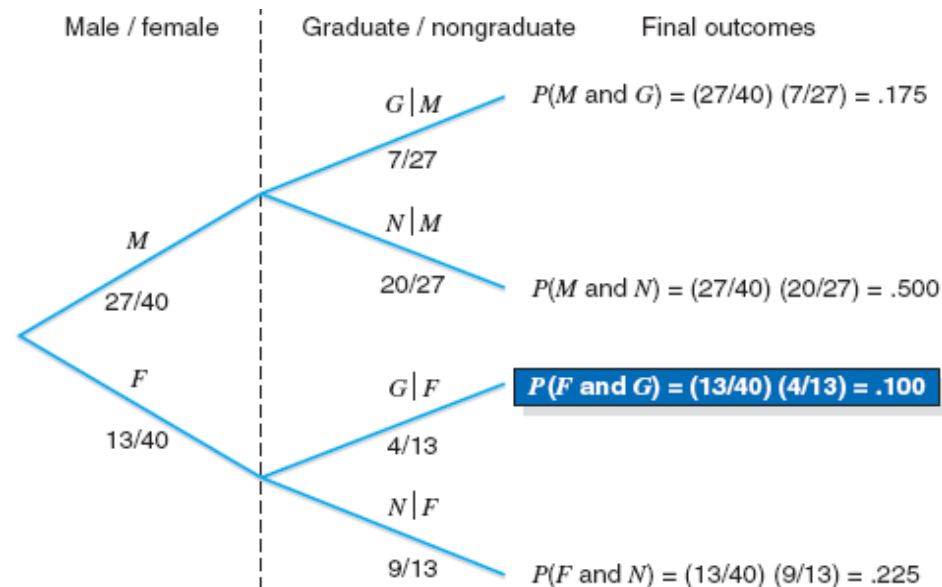 Male / female
Graduate / nongraduate
Final outcomes
G|M
7/27
P(M and G) = (27/40) (7/27) = .175
M
27/40
N|M
20/27
P(M and N) = (27/40) (20/27) = .500
F
13/40
G|F
4/13
P(F and G) = (13/40) (4/13) = .100
N|F
9/13
P(F and N) = (13/40) (9/13) = .225